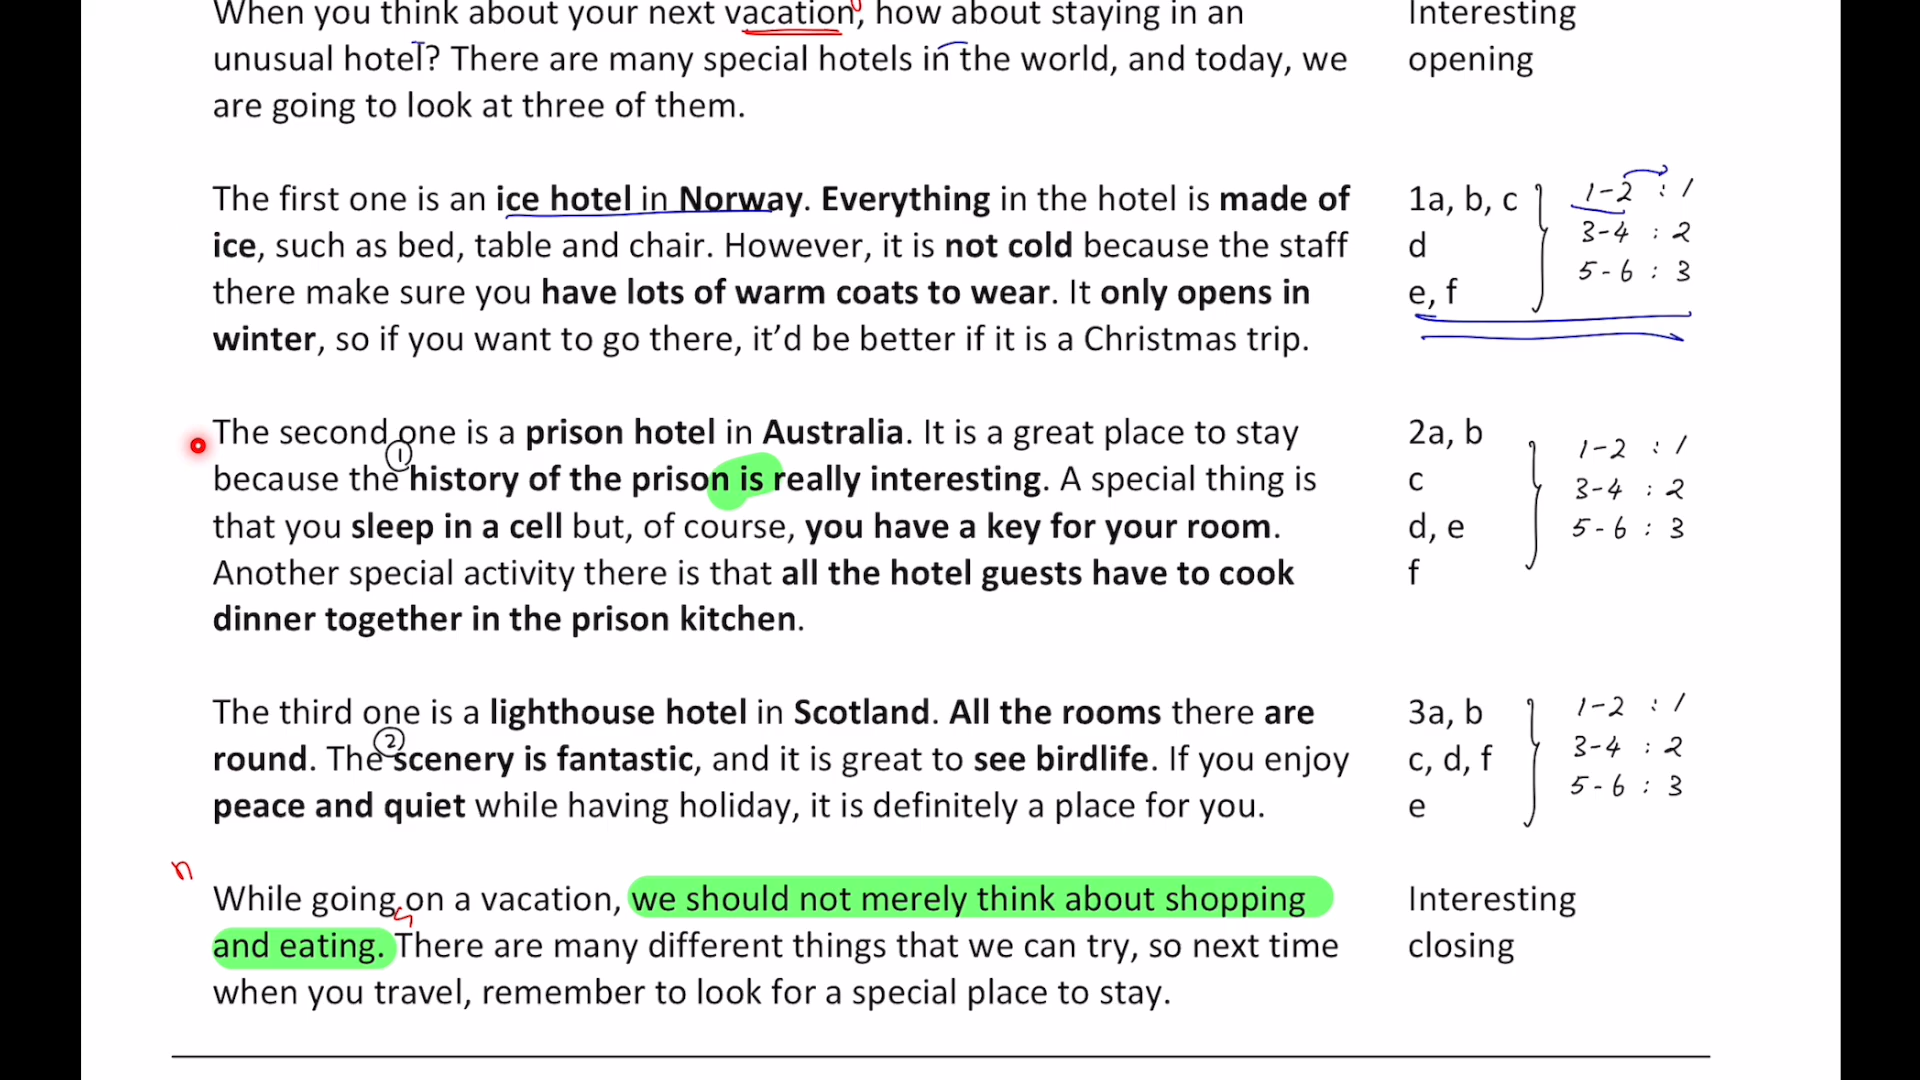 When you think about your next vacation, how about staying in an
Interesting
unusual hotel? There are many special hotels in the world, and today, we
opening
are going to look at three of them.
The first one is an ice hotel in Norway. Everything in the hotel is made of
1a, b, c
1-2 : 1
ice, such as bed, table and chair. However, it is not cold because the staff
d
3-4 : 2
there make sure you have lots of warm coats to wear. It only opens in
e, f
5-6 : 3
winter, so if you want to go there, it’d be better if it is a Christmas trip.
The second one is a prison hotel in Australia. It is a great place to stay
2a, b
1-2 : 1
①
because the history of the prison is really interesting. A special thing is
c
3-4 : 2
that you sleep in a cell but, of course, you have a key for your room.
d, e
5-6 : 3
Another special activity there is that all the hotel guests have to cook
f
dinner together in the prison kitchen.
The third one is a lighthouse hotel in Scotland. All the rooms there are
3a, b
1-2 : 1
②
round. The scenery is fantastic, and it is great to see birdlife. If you enjoy
c, d, f
3-4 : 2
peace and quiet while having holiday, it is definitely a place for you.
e
5-6 : 3
n
While going on a vacation, we should not merely think about shopping
Interesting
and eating. There are many different things that we can try, so next time
closing
when you travel, remember to look for a special place to stay.